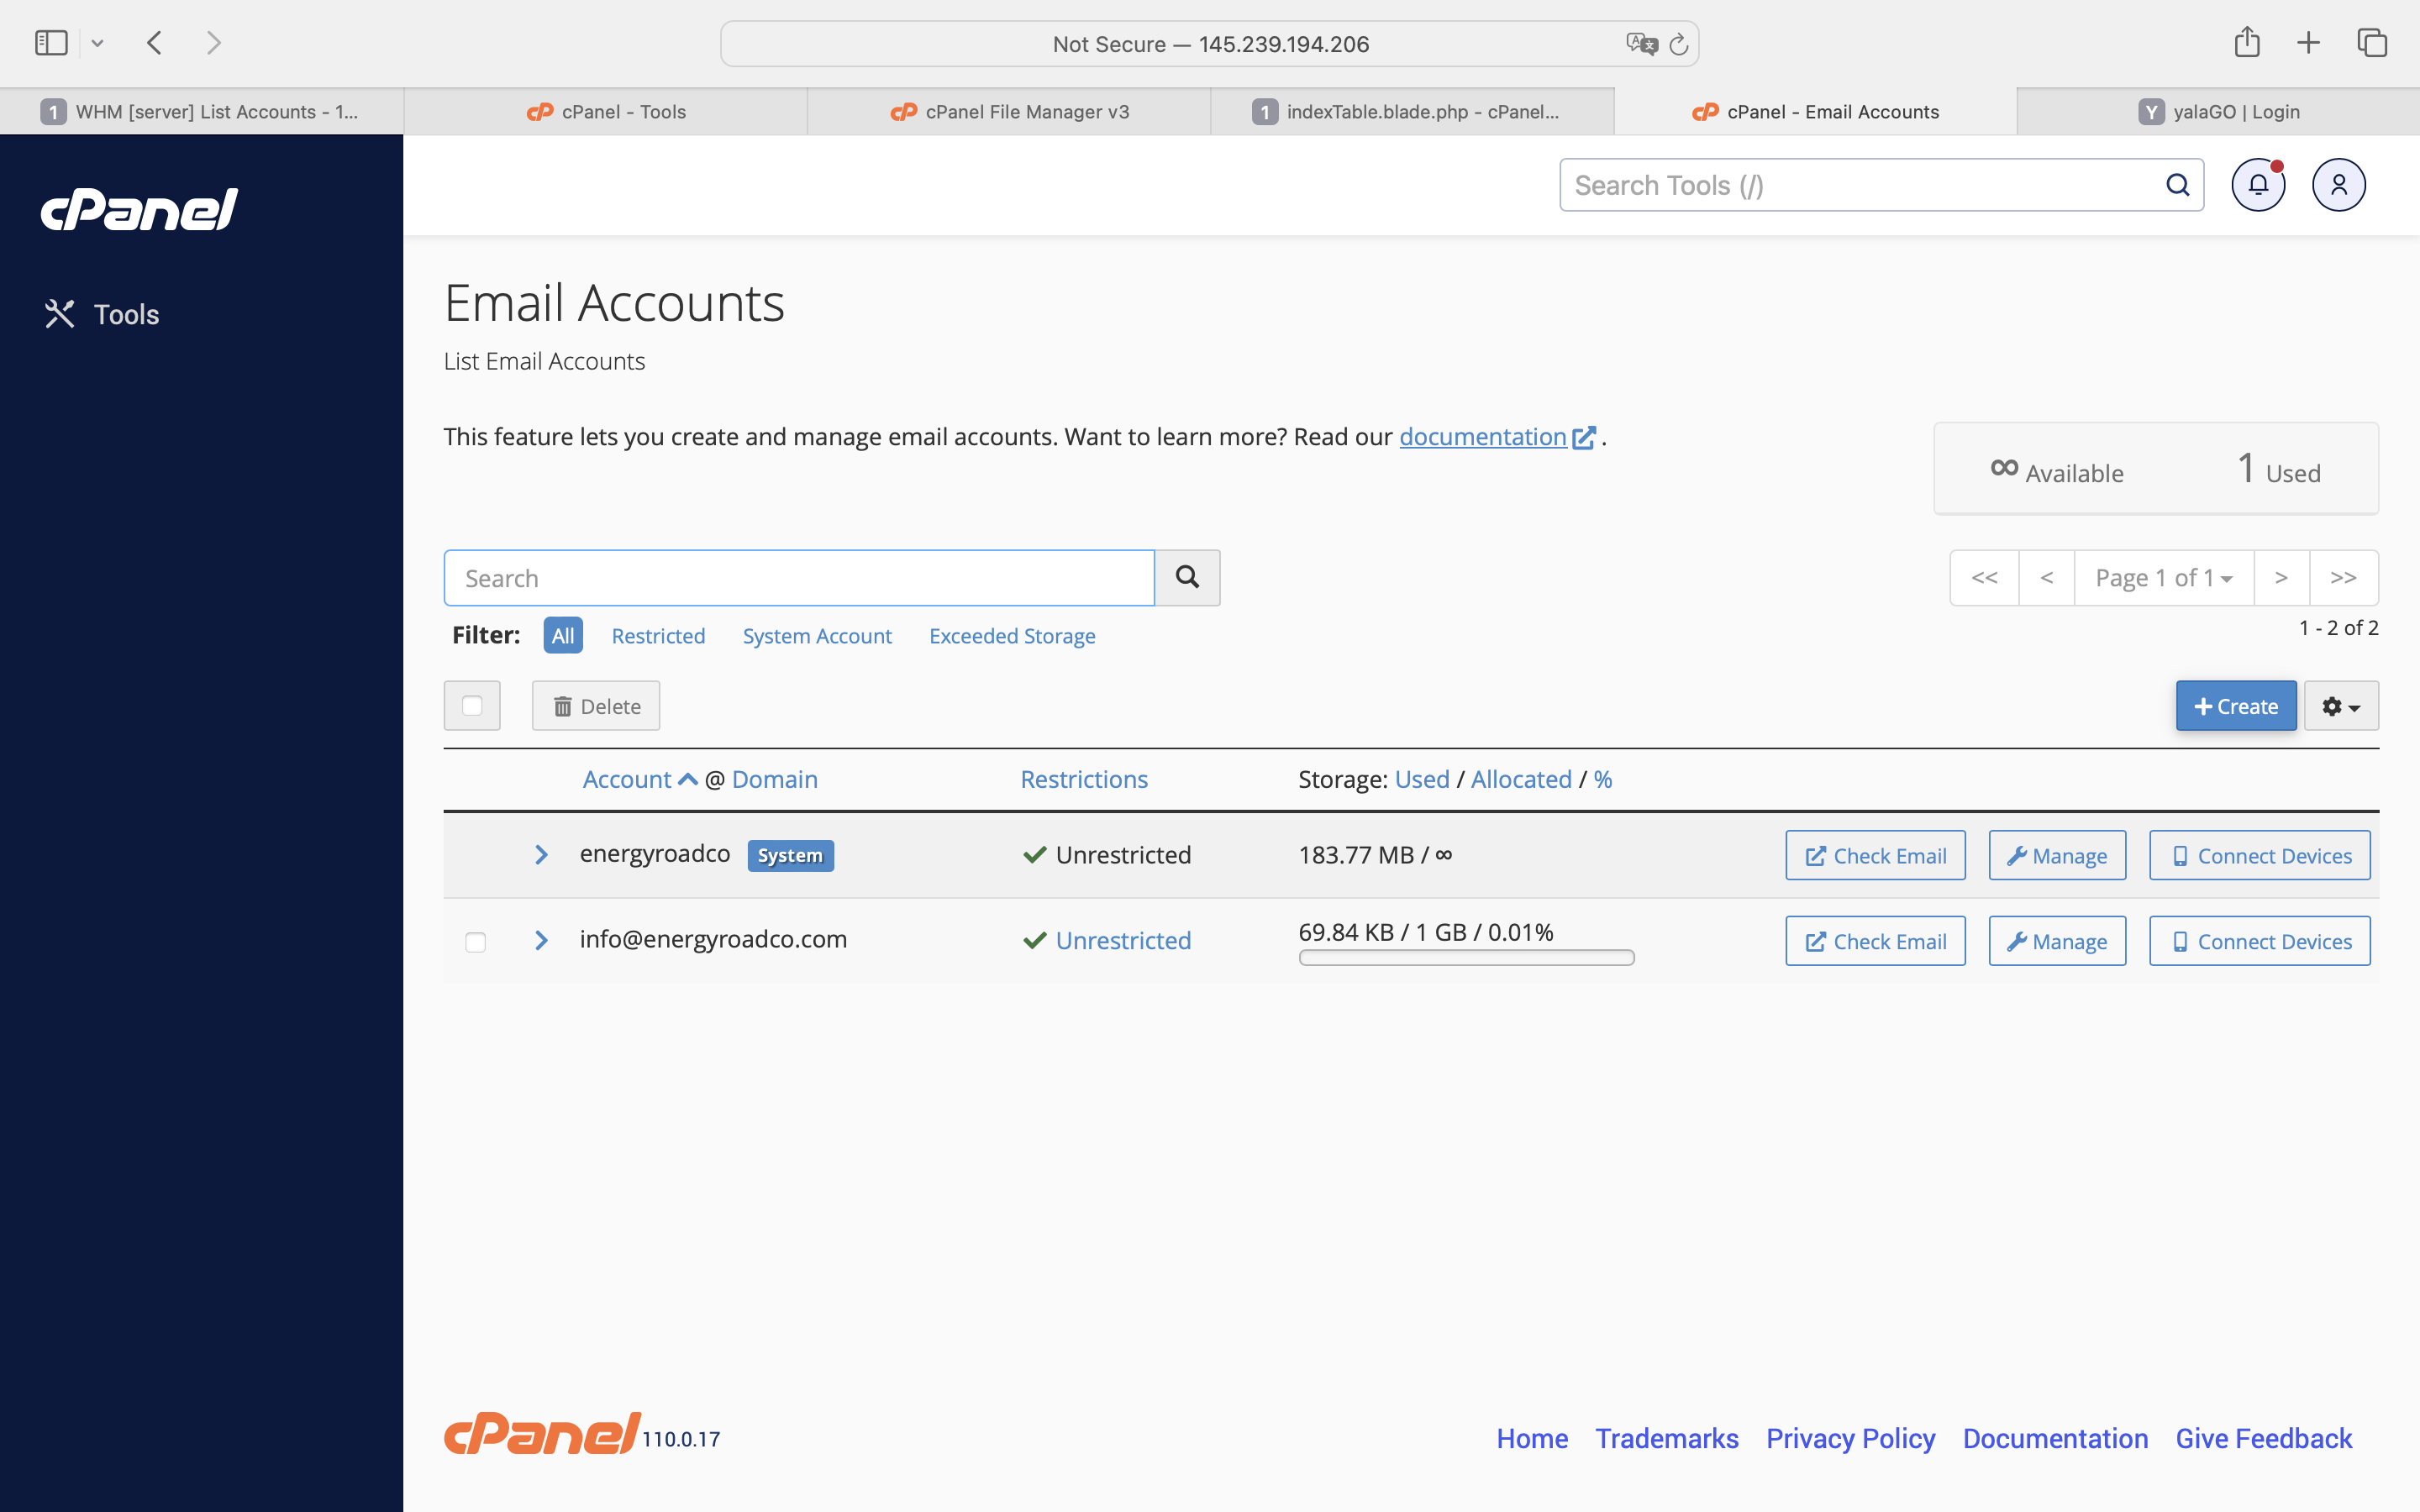 Not Secure — 145.239.194.206
1 WHM [server] List Accounts - 1...
cPanel - Tools
cPanel File Manager v3
1 indexTable.blade.php - cPanel...
cPanel - Email Accounts
Y yalaGO | Login
cPanel
Search Tools (/)
Tools
Email Accounts
List Email Accounts
This feature lets you create and manage email accounts. Want to learn more? Read our documentation .
∞ Available 1 Used
Search
<< < Page 1 of 1 > >>
Filter: All Restricted System Account Exceeded Storage
1 - 2 of 2
Delete
+ Create
Account @ Domain Restrictions Storage: Used / Allocated / %
energyroadco System Unrestricted 183.77 MB / ∞ Check Email Manage Connect Devices
info@energyroadco.com Unrestricted 69.84 KB / 1 GB / 0.01% Check Email Manage Connect Devices
cPanel 110.0.17
Home Trademarks Privacy Policy Documentation Give Feedback